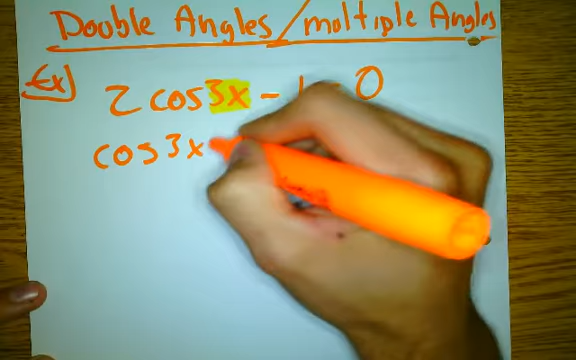 Double Angles/multiple Angles
Ex) 2 cos 3x - 1 = 0
cos 3x